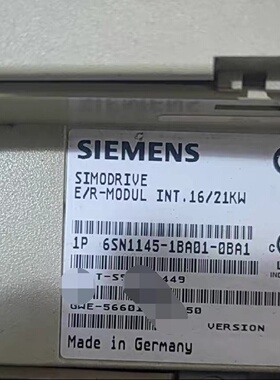 SIEMENS
SIMODRIVE
E/R-MODUL INT.16/21KW
1P 6SN1145-1BA01-0BA1
VERSION
Made in Germany